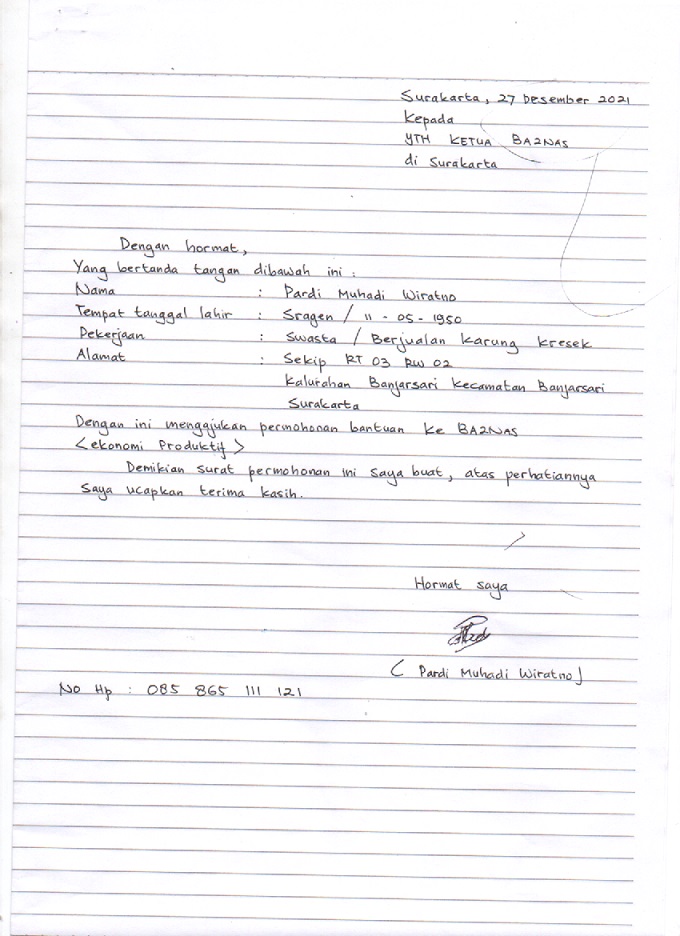 Surakarta, 27 Desember 2021
Kepada
YTH KETUA BAZNAS
di Surakarta
Dengan hormat,
Yang bertanda tangan dibawah ini :
Nama : Pardi Muhadi Wiratno
Tempat tanggal lahir : Sragen / 11 - 05 - 1950
Pekerjaan : Swasta / Berjualan Karung kresek
Alamat : Sekip RT 03 RW 02
Kalurahan Banjarsari Kecamatan Banjarsari
Surakarta
Dengan ini mengajukan permohonan bantuan ke BAZNAS
<ekonomi Produktif>
Demikian surat permohonan ini saya buat, atas perhatiannya
Saya ucapkan terima kasih.
Hormat saya
( Pardi Muhadi Wiratno )
No Hp : 085 865 111 121